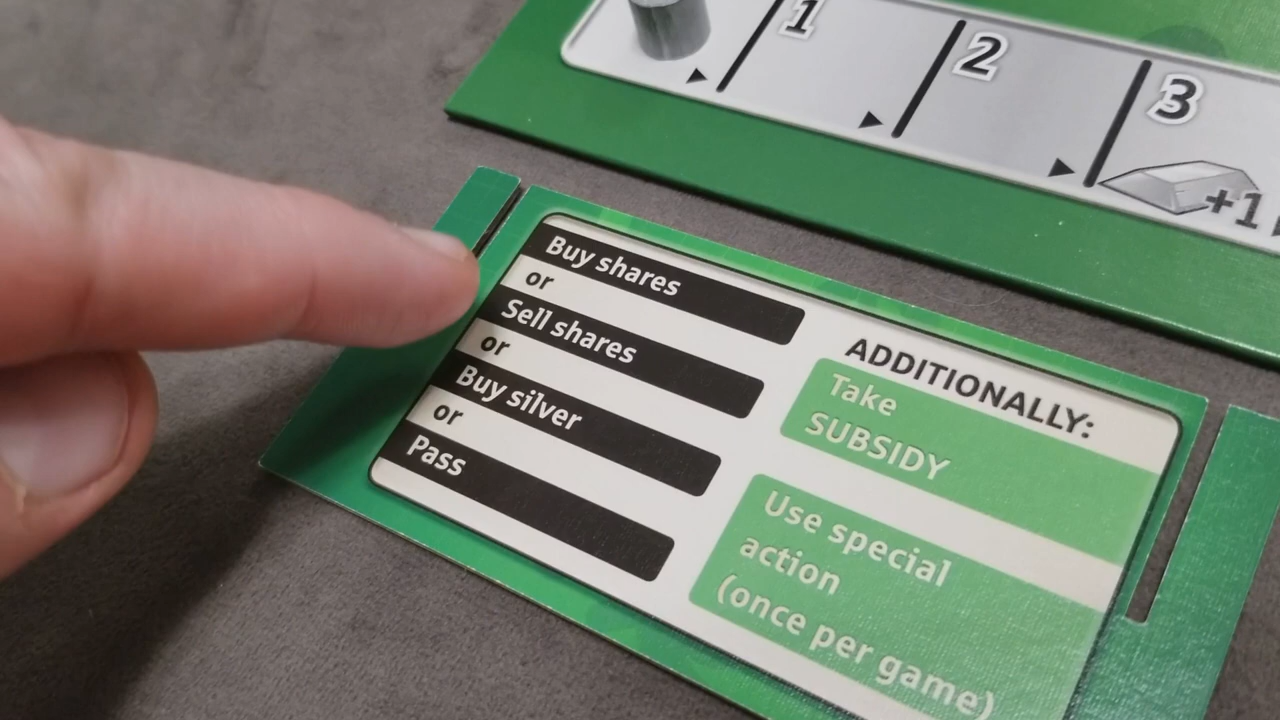 1
2
3
+1
Buy shares
or
Sell shares
or
Buy silver
or
Pass
ADDITIONALLY:
Take
SUBSIDY
Use special
action
(once per game)